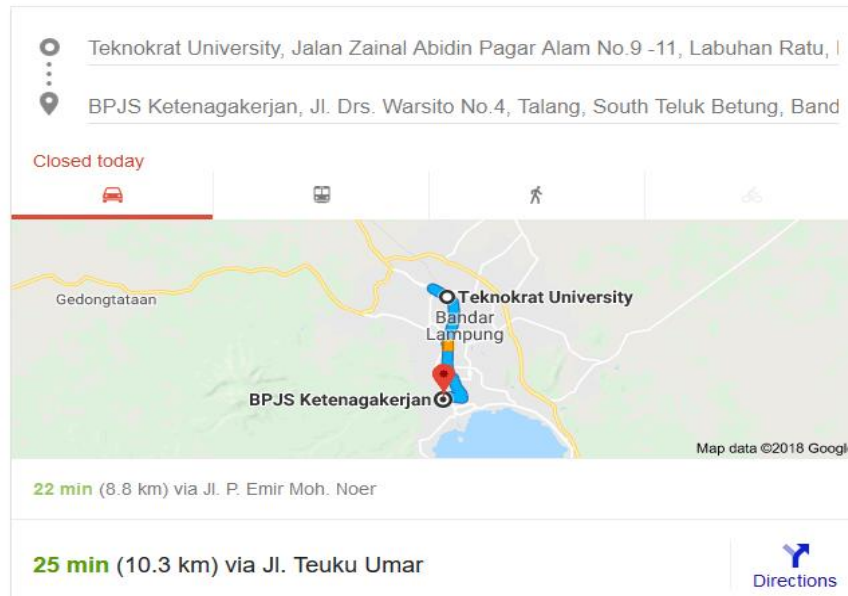 Teknokrat University, Jalan Zainal Abidin Pagar Alam No.9 -11, Labuhan Ratu,
BPJS Ketenagakerjan, Jl. Drs. Warsito No.4, Talang, South Teluk Betung, Band
Closed today
Gedongtataan
Teknokrat University
Bandar
Lampung
BPJS Ketenagakerjan
Map data ©2018 Google
22 min (8.8 km) via Jl. P. Emir Moh. Noer
25 min (10.3 km) via Jl. Teuku Umar
Directions